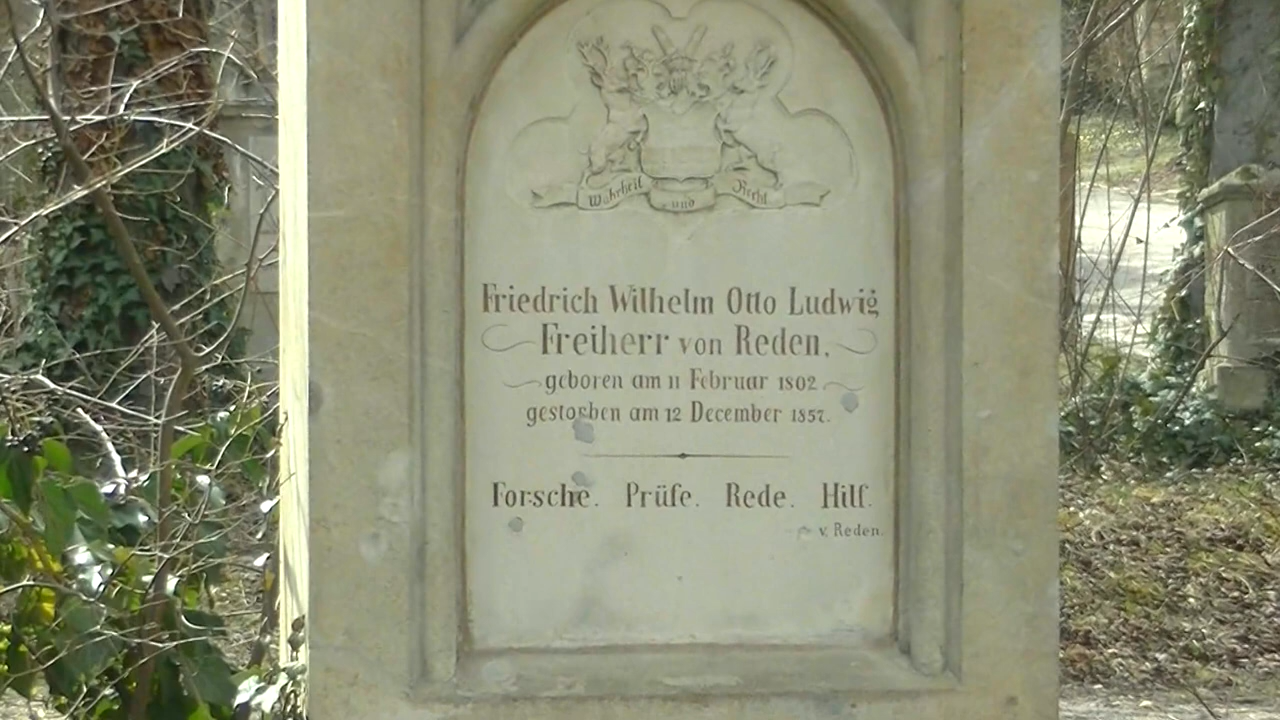 Wahrheit und Recht
Friedrich Wilhelm Otto Ludwig
Freiherr von Reden,
geboren am 11 Februar 1802
gestorben am 12 December 1857.
Forsche. Prüfe. Rede. Hilf.
v. Reden.